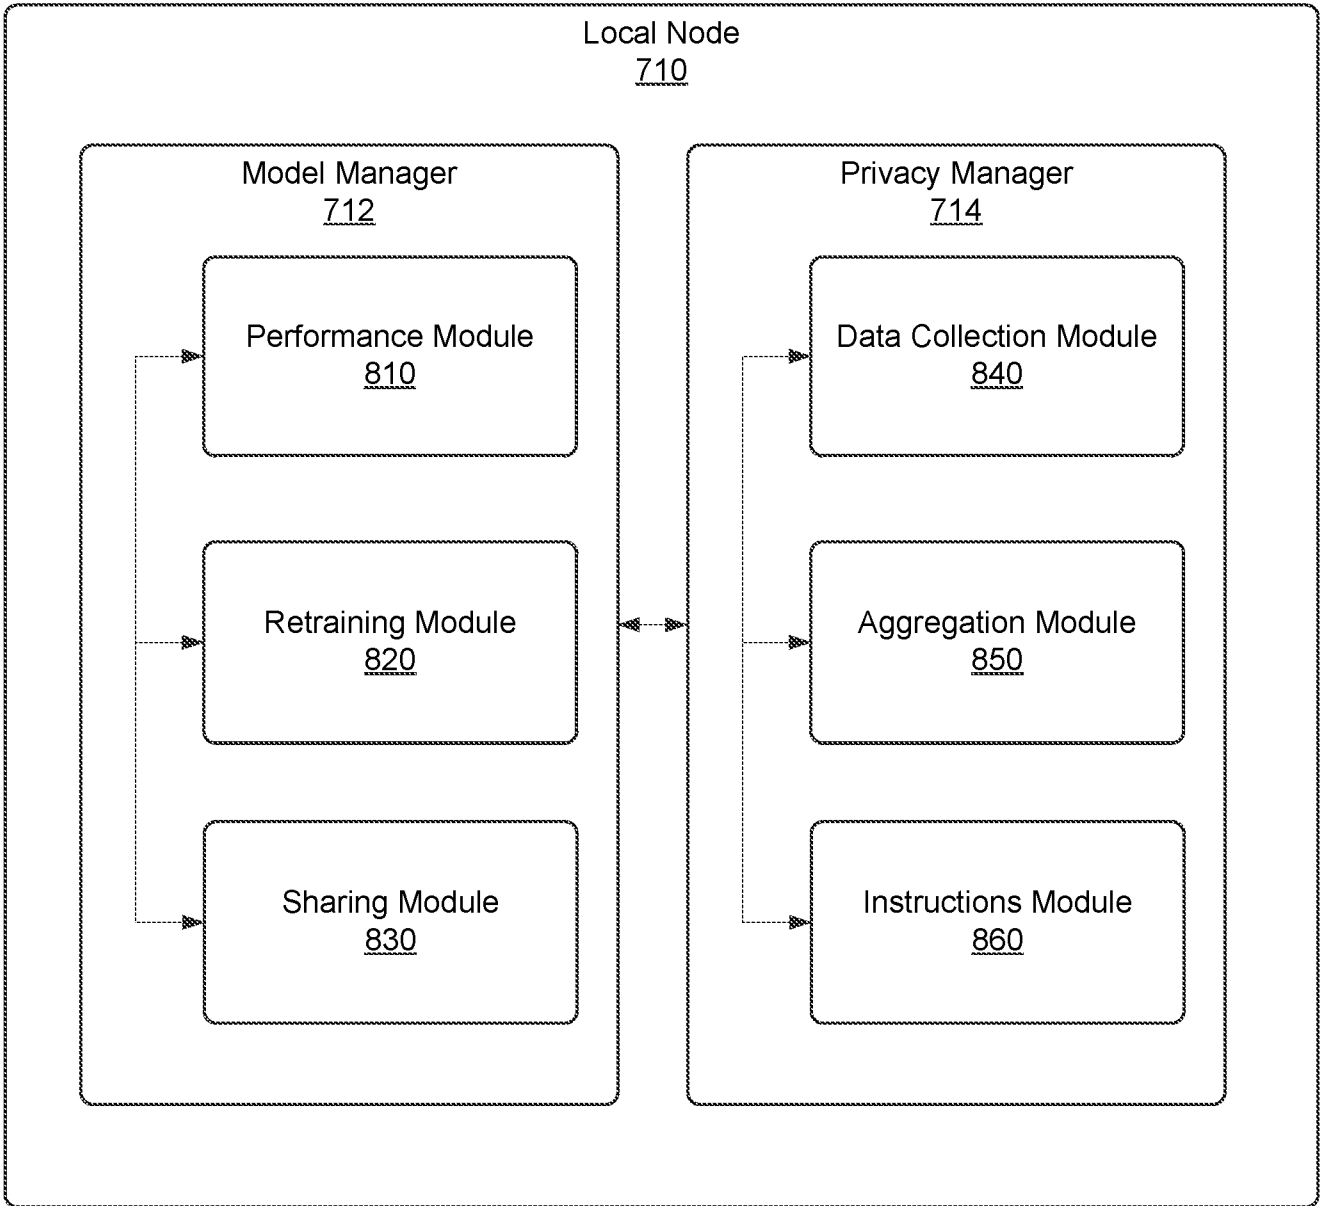 Local Node
710
Model Manager
712
Performance Module
810
Retraining Module
820
Sharing Module
830
Privacy Manager
714
Data Collection Module
840
Aggregation Module
850
Instructions Module
860